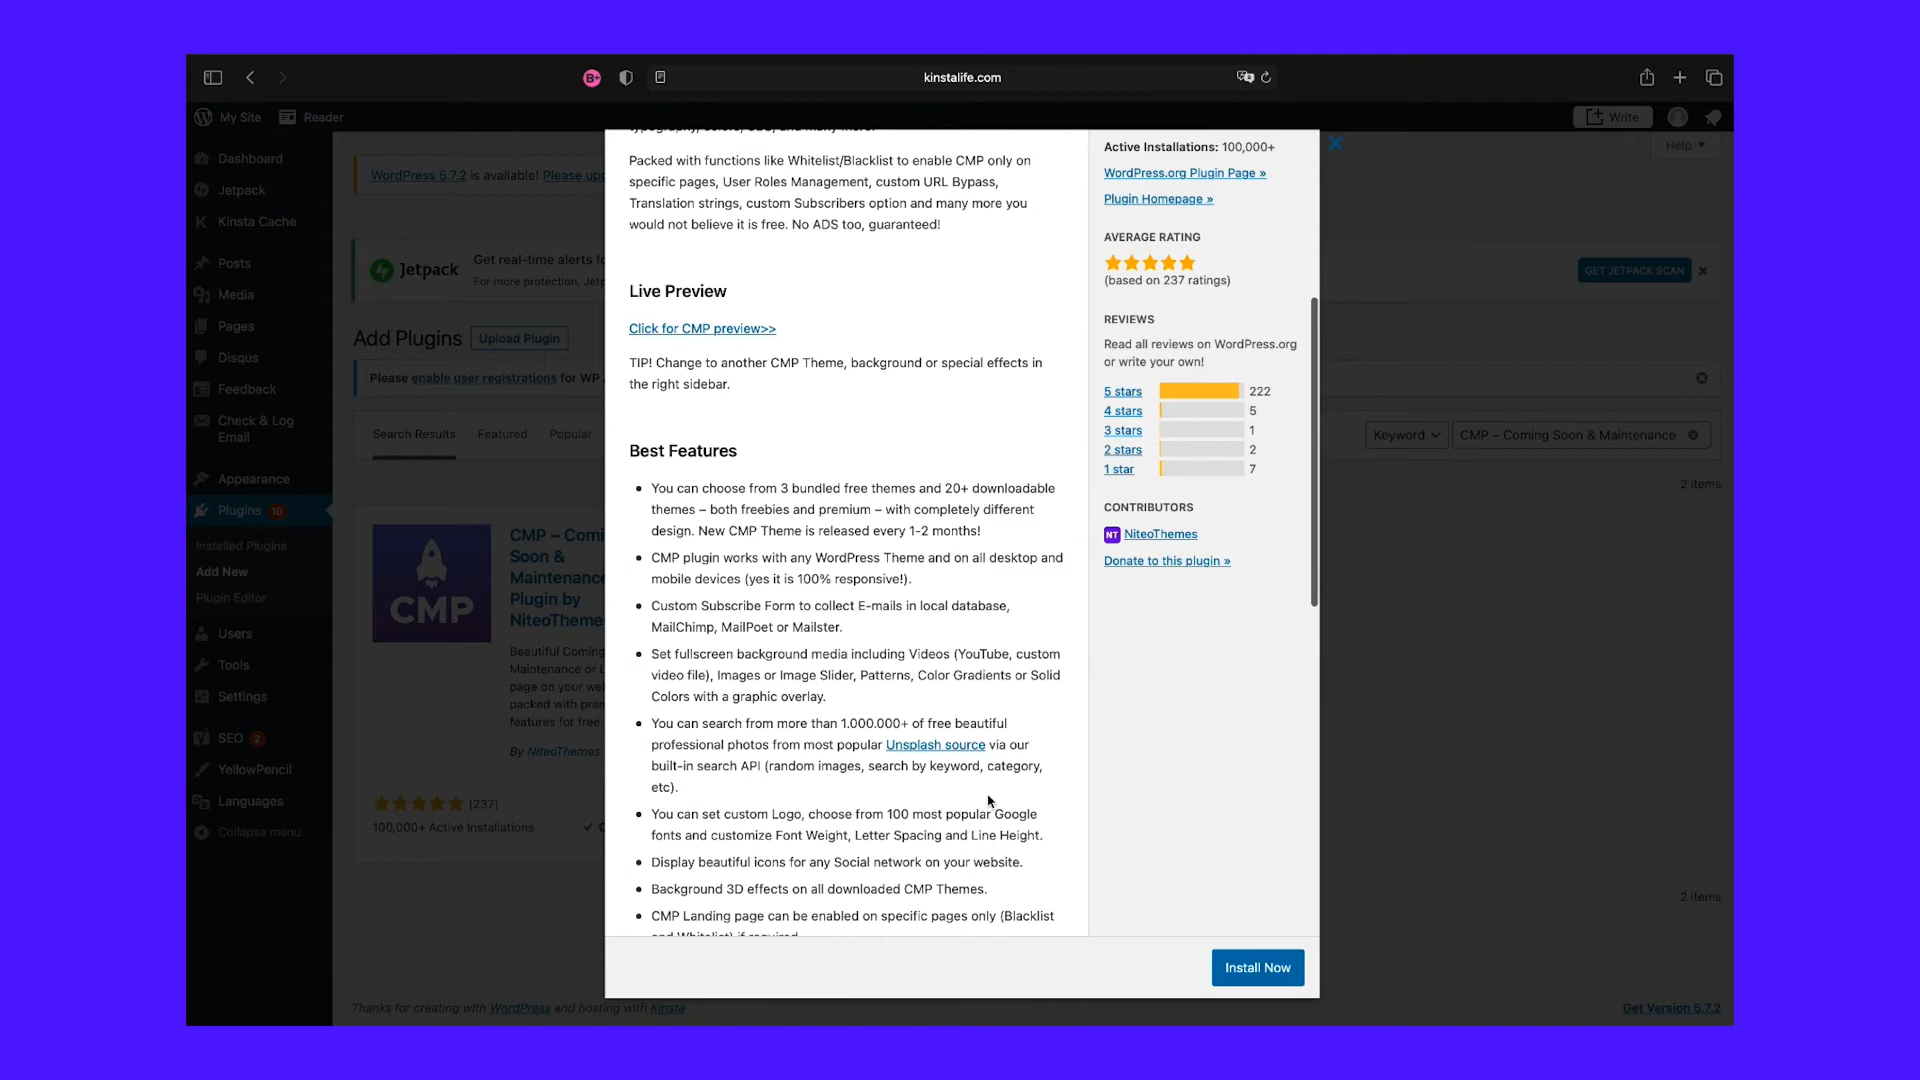 kinstalife.com
My Site
Reader
Write
Dashboard
Jetpack
Kinsta Cache
Posts
Media
Pages
Disqus
Feedback
Check & Log
Email
Appearance
Plugins 10
Installed Plugins
Add New
Plugin Editor
Users
Tools
Settings
SEO 2
YellowPencil
Languages
Collapse menu
Help
WordPress 5.7.2 is available! Please
Jetpack
Get real-time alerts
For more protection,
GET JETPACK SCAN
Add Plugins
Upload Plugin
Please enable user registrations for WP
Search Results
Featured
Popular
Keyword
CMP – Coming Soon & Maintenance
2 items
CMP
CMP –
Soon &
Maintenance
Plugin by
Beautiful Coming
Maintenance or
page on your
packed with
features for free.
By NiteoThemes
(237)
100,000+ Active Installations
2 items
Thanks for creating with WordPress and hosting with Kinsta
Get Version 5.7.2
Packed with functions like Whitelist/Blacklist to enable CMP only on
specific pages, User Roles Management, custom URL Bypass,
Translation strings, custom Subscribers option and many more you
would not believe it is free. No ADS too, guaranteed!
Live Preview
Click for CMP preview>>
TIP! Change to another CMP Theme, background or special effects in
the right sidebar.
Best Features
• You can choose from 3 bundled free themes and 20+ downloadable
themes – both freebies and premium – with completely different
design. New CMP Theme is released every 1-2 months!
• CMP plugin works with any WordPress Theme and on all desktop and
mobile devices (yes it is 100% responsive!).
• Custom Subscribe Form to collect E-mails in local database,
MailChimp, MailPoet or Mailster.
• Set fullscreen background media including Videos (YouTube, custom
video file), Images or Image Slider, Patterns, Color Gradients or Solid
Colors with a graphic overlay.
• You can search from more than 1.000.000+ of free beautiful
professional photos from most popular Unsplash source via our
built-in search API (random images, search by keyword, category,
etc).
• You can set custom Logo, choose from 100 most popular Google
fonts and customize Font Weight, Letter Spacing and Line Height.
• Display beautiful icons for any Social network on your website.
• Background 3D effects on all downloaded CMP Themes.
• CMP Landing page can be enabled on specific pages only (Blacklist
and Whitelist) if required
Active Installations: 100,000+
WordPress.org Plugin Page »
Plugin Homepage »
AVERAGE RATING
(based on 237 ratings)
REVIEWS
Read all reviews on WordPress.org
or write your own!
5 stars 222
4 stars 5
3 stars 1
2 stars 2
1 star 7
CONTRIBUTORS
NT NiteoThemes
Donate to this plugin »
Install Now